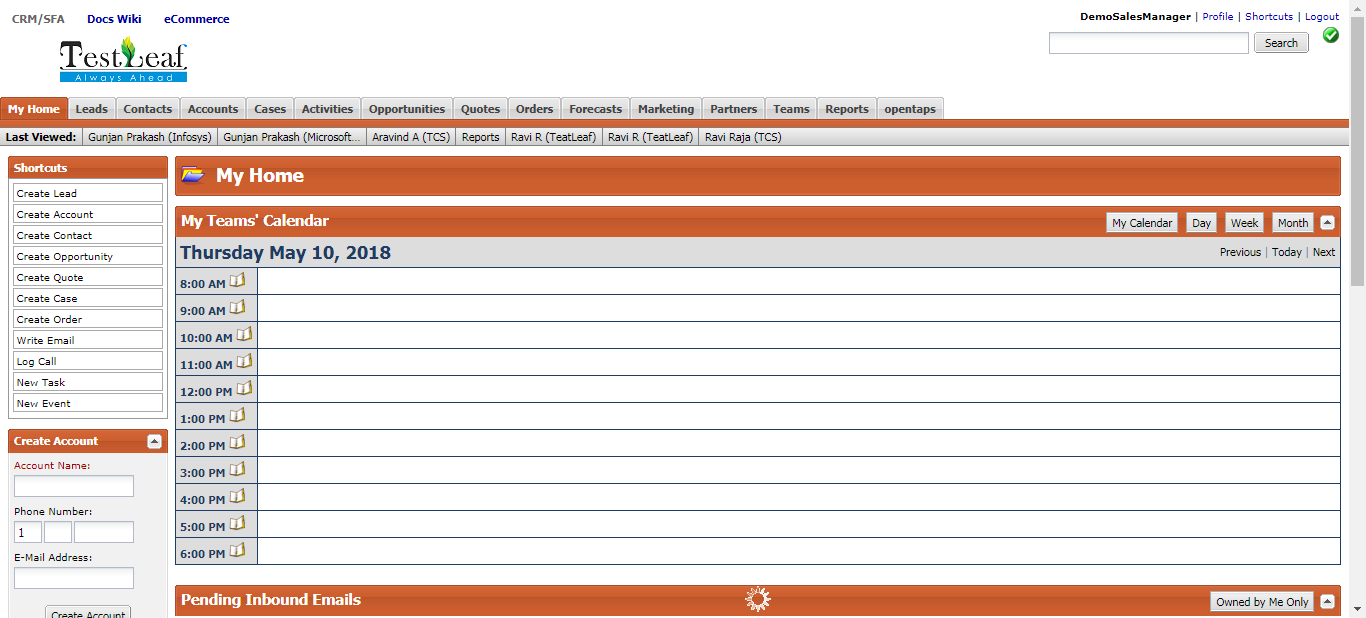 CRM/SFA Docs Wiki eCommerce
DemoSalesManager | Profile | Shortcuts | Logout
Search
TestLeaf
Always Ahead
My Home Leads Contacts Accounts Cases Activities Opportunities Quotes Orders Forecasts Marketing Partners Teams Reports opentaps
Last Viewed: Gunjan Prakash (Infosys) Gunjan Prakash (Microsoft... Aravind A (TCS) Reports Ravi R (TeatLeaf) Ravi R (TeatLeaf) Ravi Raja (TCS)
Shortcuts
Create Lead
Create Account
Create Contact
Create Opportunity
Create Quote
Create Case
Create Order
Write Email
Log Call
New Task
New Event
Create Account
Account Name:
Phone Number:
1
E-Mail Address:
Create Account
My Home
My Teams' Calendar My Calendar Day Week Month
Thursday May 10, 2018 Previous | Today | Next
8:00 AM
9:00 AM
10:00 AM
11:00 AM
12:00 PM
1:00 PM
2:00 PM
3:00 PM
4:00 PM
5:00 PM
6:00 PM
Pending Inbound Emails Owned by Me Only